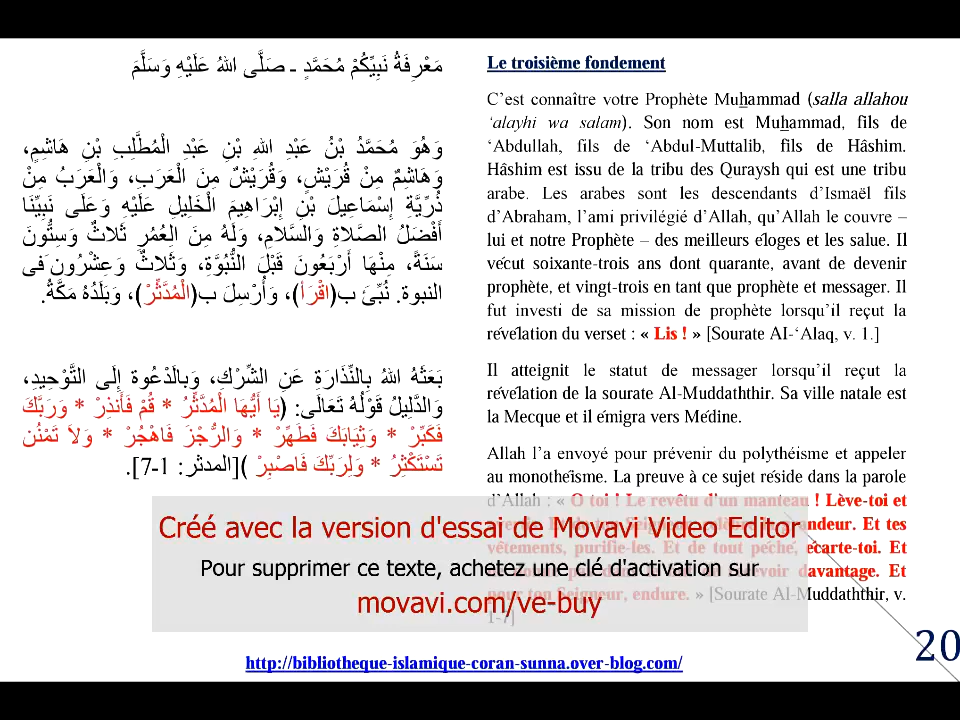 مَعْرِفَةُ نَبِيِّكُمْ مُحَمَّدٍ ـ صَلَّى اللهُ عَلَيْهِ وَسَلَّمَ
وَهُوَ مُحَمَّدُ بْنُ عَبْدِ اللهِ بْنِ عَبْدِ الْمُطَّلِبِ بْنِ هَاشِمٍ،
وَهَاشِمٌ مِنْ قُرَيْشٍ، وَقُرَيْشٌ مِنَ الْعَرَبِ، وَالْعَرَبُ مِنْ
ذُرِّيَّةِ إِسْمَاعِيلَ بْنِ إِبْرَاهِيمَ الْخَلِيلِ عَلَيْهِ وَعَلَى نَبِيِّنَا
أَفْضَلُ الصَّلاةِ وَالسَّلامِ، وَلَهُ مِنَ العُمُرِ ثَلاثٌ وَسِتُّونَ
سَنَةً، مِنْهَا أَرْبَعُونَ قَبْلَ النُّبُوَّةِ، وَثَلاثٌ وَعِشْرُونَ فى
النبوة. نُبِّئَ ب(اقْرَأ)، وَأُرْسِلَ ب(الْمُدَّثِّرْ)، وَبَلَدُهُ مَكَّةُ.
بَعَثَهُ اللهُ بِالنِّذَارَةِ عَنِ الشِّرْكِ، وَبِالَدْعُوة إِلَى التَّوْحِيدِ،
وَالدَّلِيلُ قَوْلُهُ تَعَالَى: (يَا أَيُّهَا الْمُدَّثِّرُ * قُمْ فَأَنذِرْ * وَرَبَّكَ
فَكَبِّرْ * وَثِيَابَكَ فَطَهِّرْ * وَالرُّجْزَ فَاهْجُرْ * وَلاَ تَمْنُن
تَسْتَكْثِرُ * وَلِرَبِّكَ فَاصْبِرْ )[المدثر: 1-7].
Le troisième fondement
C'est connaître votre Prophète Muhammad (salla allahou
'alayhi wa salam). Son nom est Muhammad, fils de
'Abdullah, fils de 'Abdul-Muttalib, fils de Hâshim.
Hâshim est issu de la tribu des Quraysh qui est une tribu
arabe. Les arabes sont les descendants d'Ismaël fils
d'Abraham, l'ami privilégié d'Allah, qu'Allah le couvre –
lui et notre Prophète – des meilleurs éloges et les salue. Il
vécut soixante-trois ans dont quarante, avant de devenir
prophète, et vingt-trois en tant que prophète et messager. Il
fut investi de sa mission de prophète lorsqu'il reçut la
révélation du verset : « Lis ! » [Sourate Al-'Alaq, v. 1.]
Il atteignit le statut de messager lorsqu'il reçut la
révélation de la sourate Al-Muddaththir. Sa ville natale est
la Mecque et il émigra vers Médine.
Allah l'a envoyé pour prévenir du polythéisme et appeler
au monothéisme. La preuve à ce sujet réside dans la parole
d'Allah : « O toi ! Le revêtu d'un manteau ! Lève-toi et
grandeur. Et tes
vêtements, purifie-les. Et de tout péché, écarte-toi. Et
recevoir davantage. Et
pour ton Seigneur, endure. » [Sourate Al-Muddaththir, v.
1-7]
Créé avec la version d'essai de Movavi Video Editor
Pour supprimer ce texte, achetez une clé d'activation sur
movavi.com/ve-buy
http://bibliotheque-islamique-coran-sunna.over-blog.com/
20